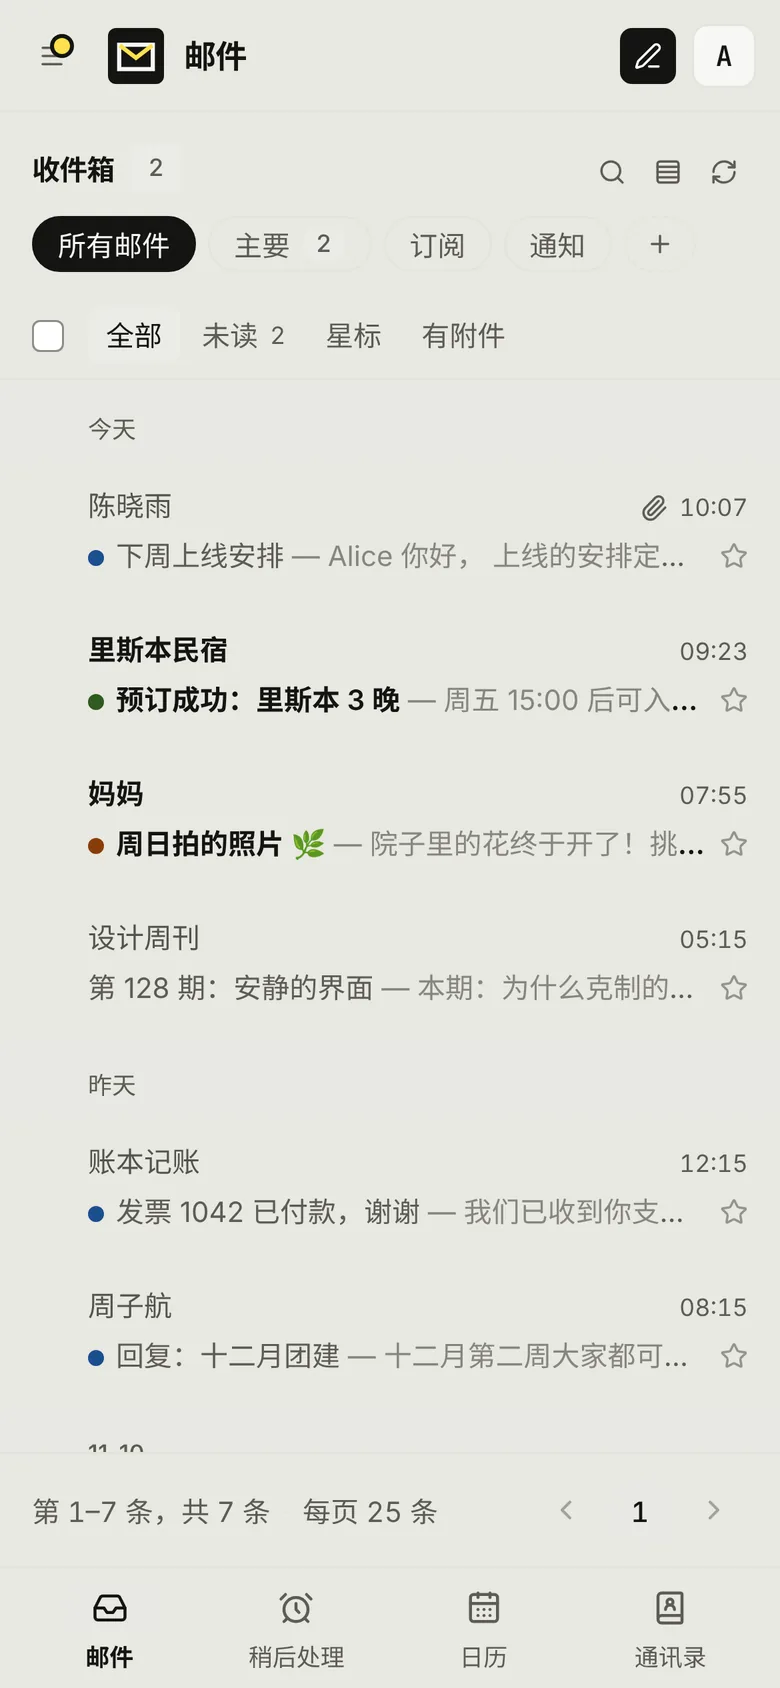 邮件
A
收件箱 2
所有邮件 主要 2 订阅 通知 +
全部 未读 2 星标 有附件
今天
陈晓雨 10:07
下周上线安排 — Alice 你好， 上线的安排定...
里斯本民宿 09:23
预订成功：里斯本 3 晚 — 周五 15:00 后可入...
妈妈 07:55
周日拍的照片 🌿 — 院子里的花终于开了！挑...
设计周刊 05:15
第 128 期：安静的界面 — 本期：为什么克制的...
昨天
账本记账 12:15
发票 1042 已付款，谢谢 — 我们已收到你支...
周子航 08:15
回复：十二月团建 — 十二月第二周大家都可...
第 1–7 条，共 7 条 每页 25 条 1
邮件 稍后处理 日历 通讯录